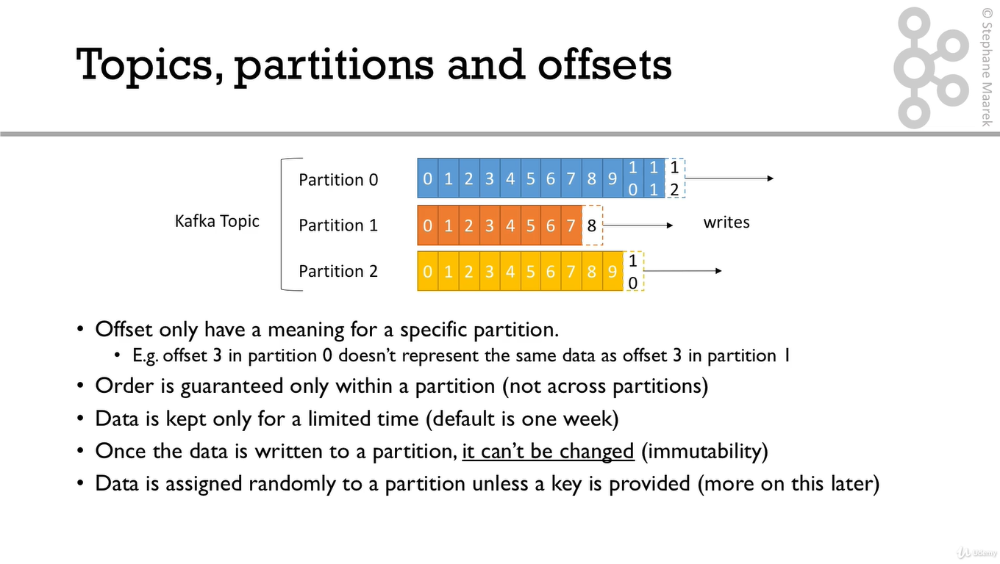 Topics, partitions and offsets
© Stephane Maarek
Kafka Topic
Partition 0
0 1 2 3 4 5 6 7 8 9 10 11 12
Partition 1
0 1 2 3 4 5 6 7 8
writes
Partition 2
0 1 2 3 4 5 6 7 8 9 10
• Offset only have a meaning for a specific partition.
• E.g. offset 3 in partition 0 doesn’t represent the same data as offset 3 in partition 1
• Order is guaranteed only within a partition (not across partitions)
• Data is kept only for a limited time (default is one week)
• Once the data is written to a partition, it can’t be changed (immutability)
• Data is assigned randomly to a partition unless a key is provided (more on this later)
Udemy